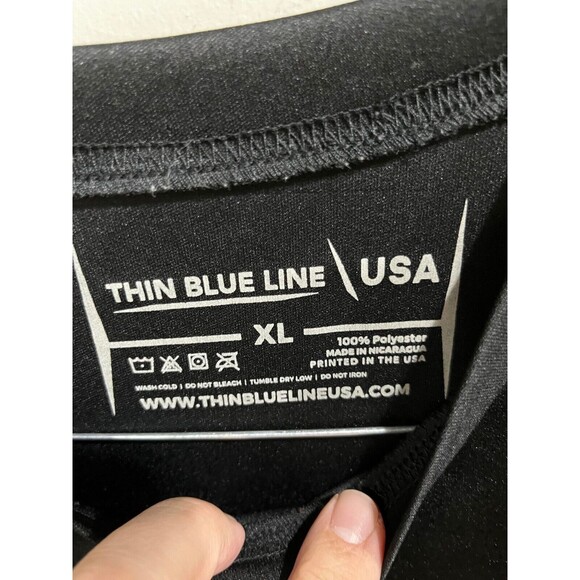 THIN BLUE LINE USA
XL
100% Polyester
MADE IN NICARAGUA
PRINTED IN THE USA
WASH COLD | DO NOT BLEACH | TUMBLE DRY LOW | DO NOT IRON
WWW.THINBLUELINEUSA.COM